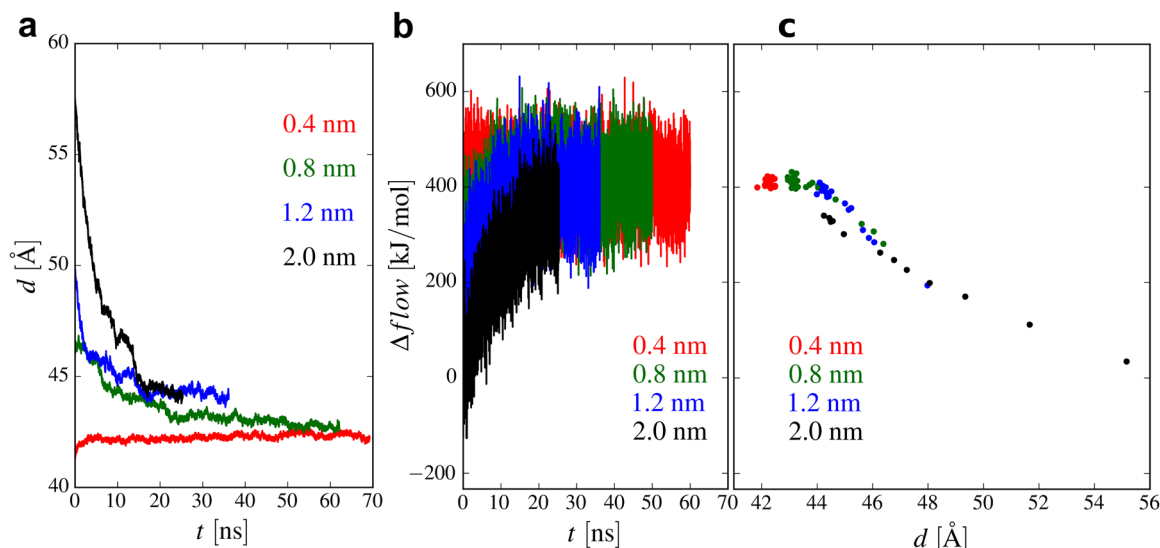 a
b
c
60
55
50
45
40
d [Å]
0.4 nm
0.8 nm
1.2 nm
2.0 nm
0 10 20 30 40 50 60 70
t [ns]
600
400
200
0
−200
Δflow [kJ/mol]
0.4 nm
0.8 nm
1.2 nm
2.0 nm
0 10 20 30 40 50 60 70
t [ns]
0.4 nm
0.8 nm
1.2 nm
2.0 nm
42 44 46 48 50 52 54 56
d [Å]